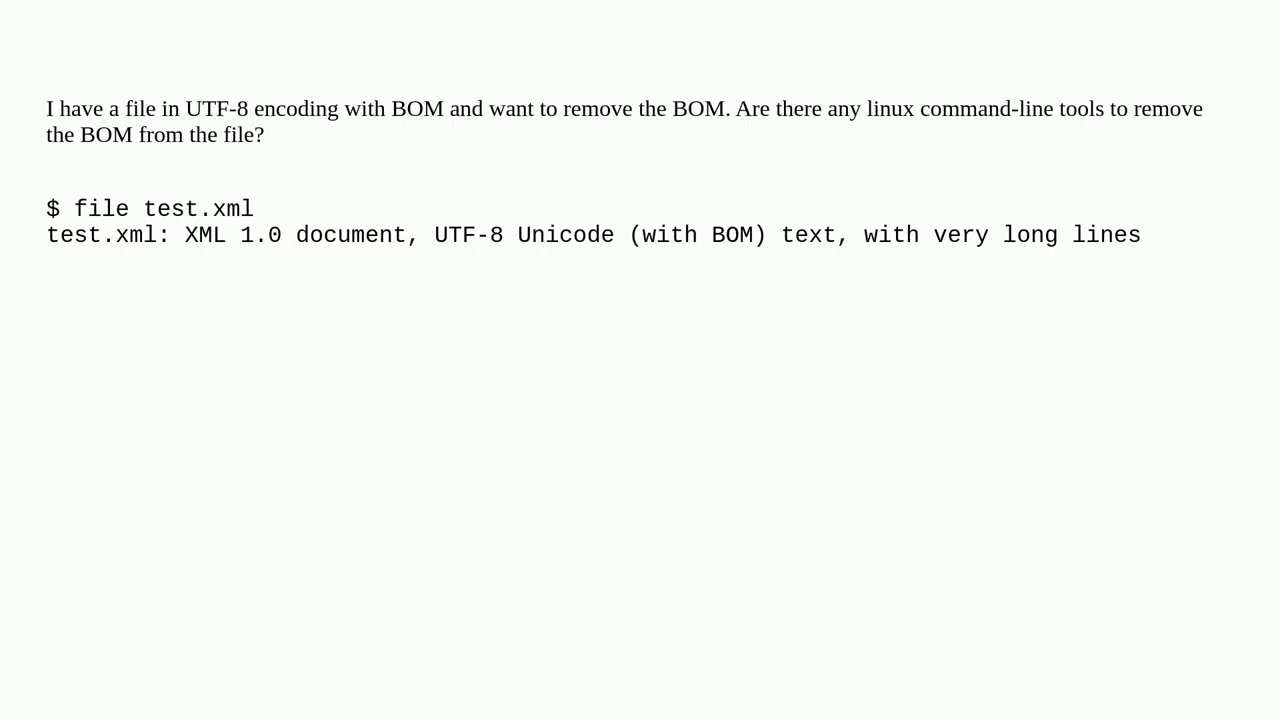 I have a file in UTF-8 encoding with BOM and want to remove the BOM. Are there any linux command-line tools to remove
the BOM from the file?
$ file test.xml
test.xml: XML 1.0 document, UTF-8 Unicode (with BOM) text, with very long lines